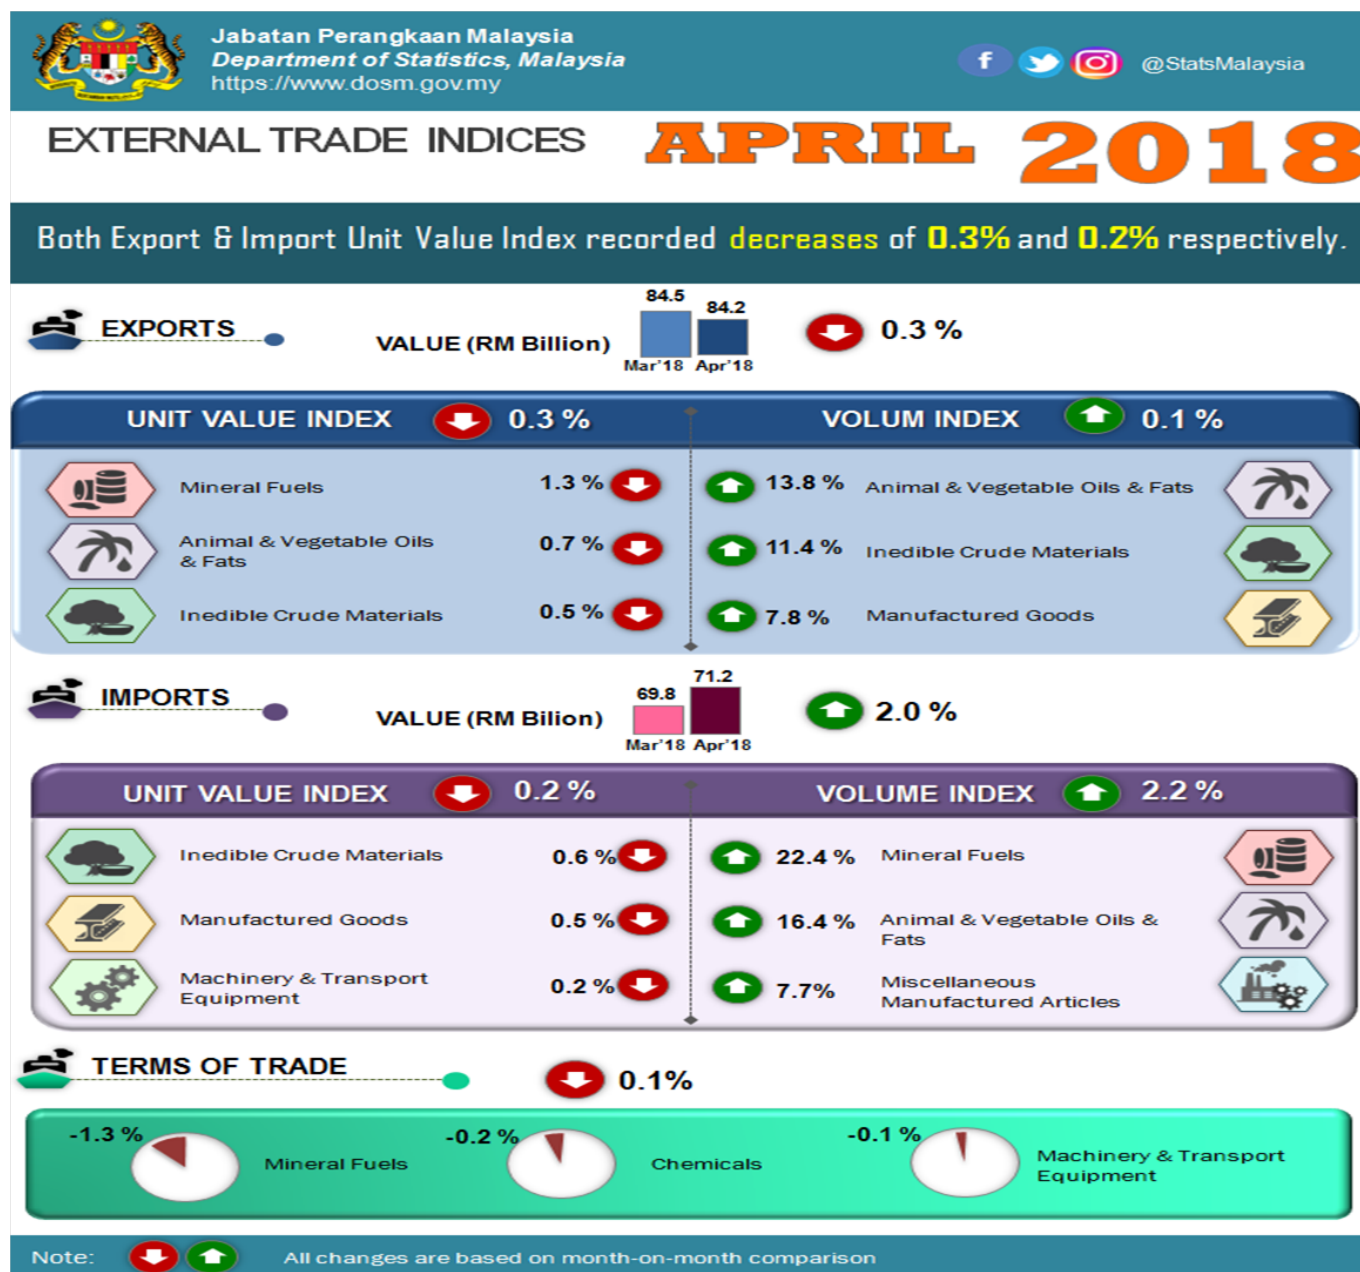 Jabatan Perangkaan Malaysia
Department of Statistics, Malaysia
https://www.dosm.gov.my
f
@StatsMalaysia
EXTERNAL TRADE INDICES APRIL 2018
Both Export & Import Unit Value Index recorded decreases of 0.3% and 0.2% respectively.
EXPORTS
VALUE (RM Billion)
84.5
84.2
Mar'18 Apr'18
0.3 %
UNIT VALUE INDEX 0.3 %
VOLUM INDEX 0.1 %
Mineral Fuels 1.3 %
Animal & Vegetable Oils
& Fats
0.7 %
Inedible Crude Materials 0.5 %
13.8 % Animal & Vegetable Oils & Fats
11.4 % Inedible Crude Materials
7.8 % Manufactured Goods
IMPORTS
VALUE (RM Bilion)
69.8
71.2
Mar'18 Apr'18
2.0 %
UNIT VALUE INDEX 0.2 %
VOLUME INDEX 2.2 %
Inedible Crude Materials 0.6 %
Manufactured Goods 0.5 %
Machinery & Transport
Equipment
0.2 %
22.4 % Mineral Fuels
16.4 % Animal & Vegetable Oils &
Fats
7.7% Miscellaneous
Manufactured Articles
TERMS OF TRADE 0.1%
-1.3 % Mineral Fuels
-0.2 % Chemicals
-0.1 % Machinery & Transport
Equipment
Note: All changes are based on month-on-month comparison